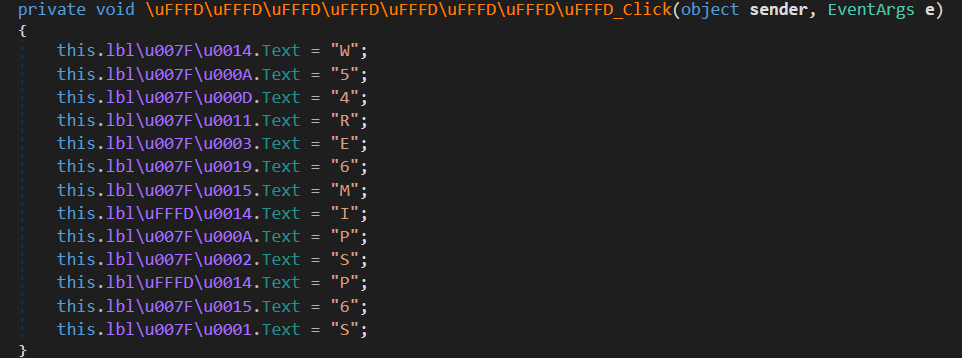 private void \uFFFD\uFFFD\uFFFD\uFFFD\uFFFD\uFFFD\uFFFD\uFFFD_Click(object sender, EventArgs e)
{
    this.lbl\u007F\u0014.Text = "W";
    this.lbl\u007F\u000A.Text = "5";
    this.lbl\u007F\u000D.Text = "4";
    this.lbl\u007F\u0011.Text = "R";
    this.lbl\u007F\u0003.Text = "E";
    this.lbl\u007F\u0019.Text = "6";
    this.lbl\u007F\u0015.Text = "M";
    this.lbl\uFFFD\u0014.Text = "I";
    this.lbl\u007F\u000A.Text = "P";
    this.lbl\u007F\u0002.Text = "S";
    this.lbl\uFFFD\u0014.Text = "P";
    this.lbl\u007F\u0015.Text = "6";
    this.lbl\u007F\u0001.Text = "S";
}